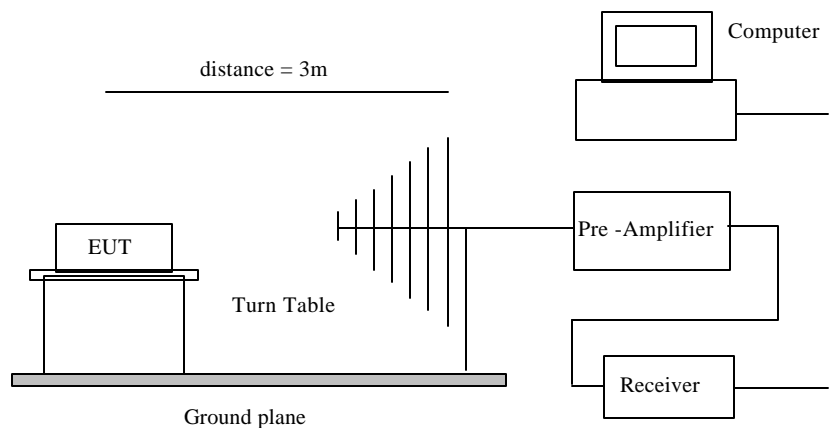 Computer
distance = 3m
EUT
Pre -Amplifier
Turn Table
Receiver
Ground plane